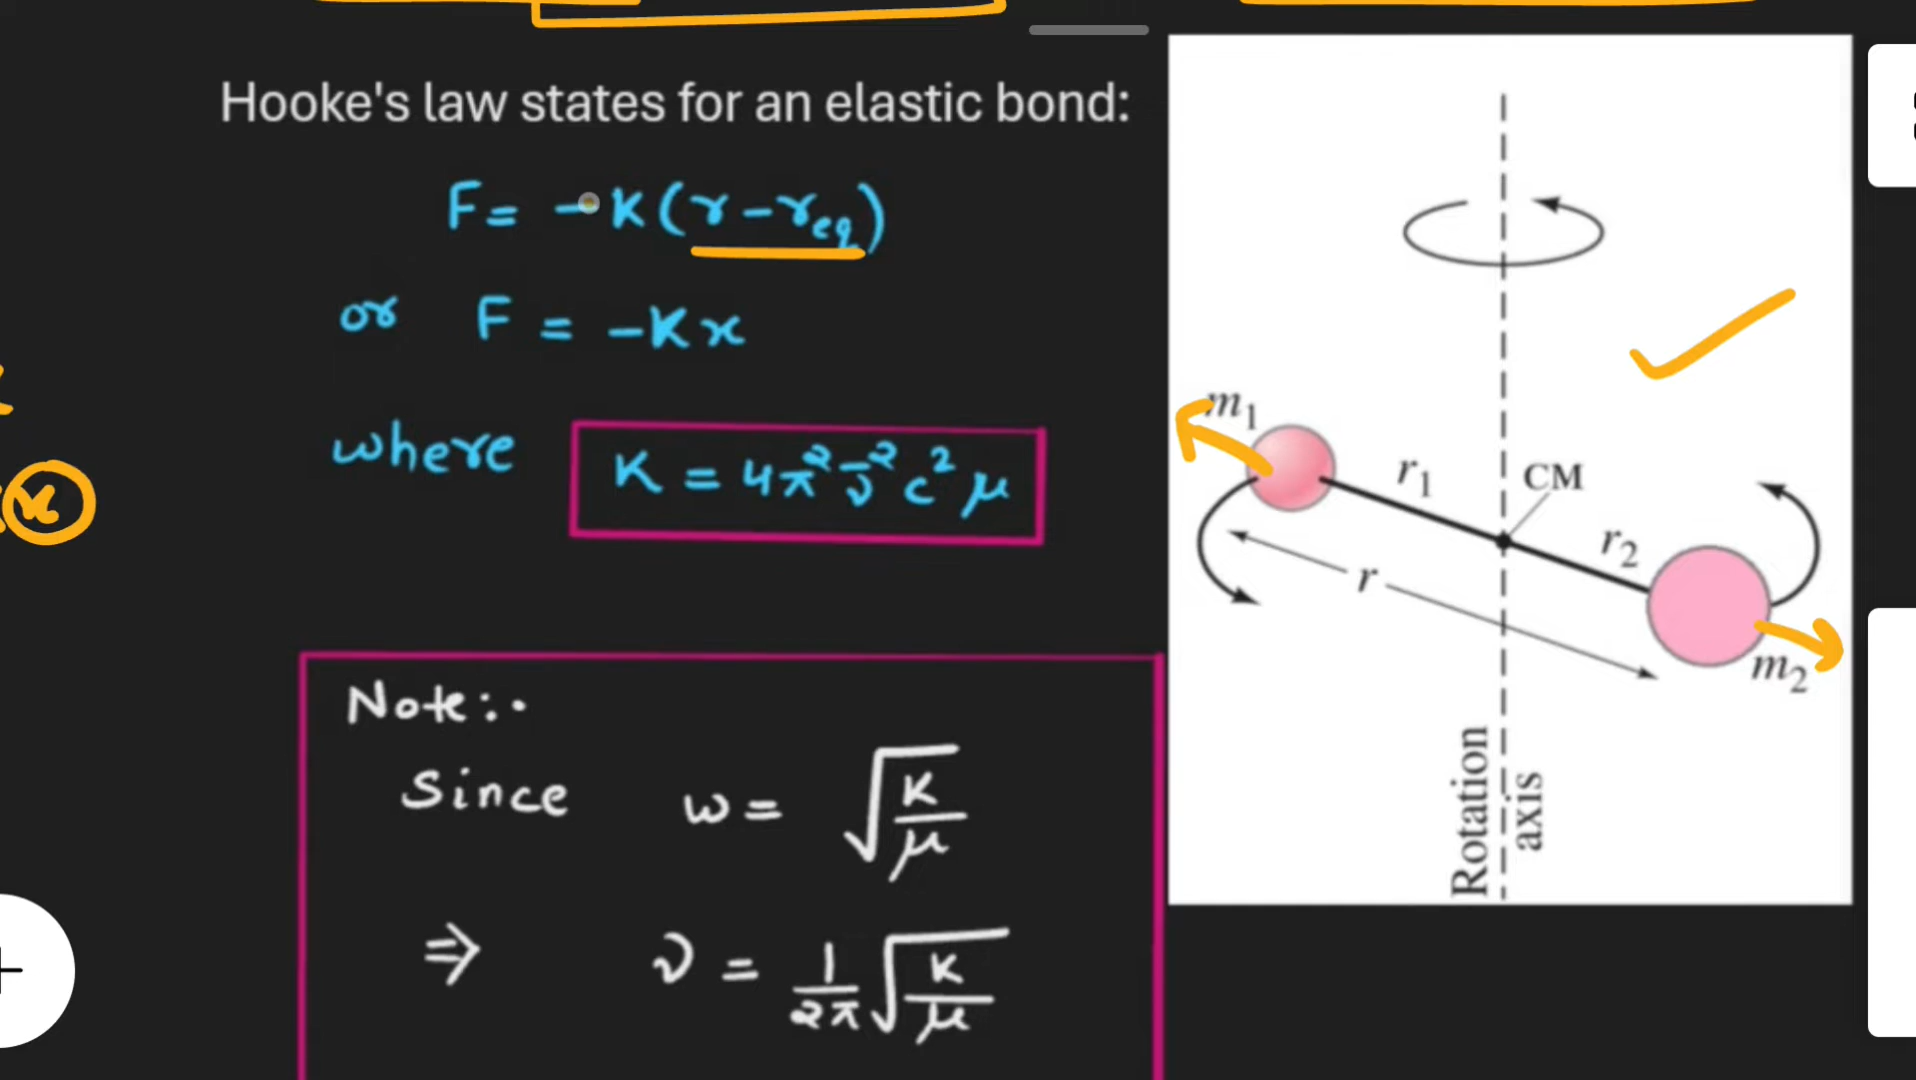 Hooke's law states for an elastic bond:
F = -K(r-r_eq)
or F = -Kx
where K = 4π²ν̄²c²μ
x
Note:.
Since ω = √(K/μ)
⇒ ν = 1/2π √(K/μ)
m₁
r₁
CM
r₂
r
m₂
Rotation
axis